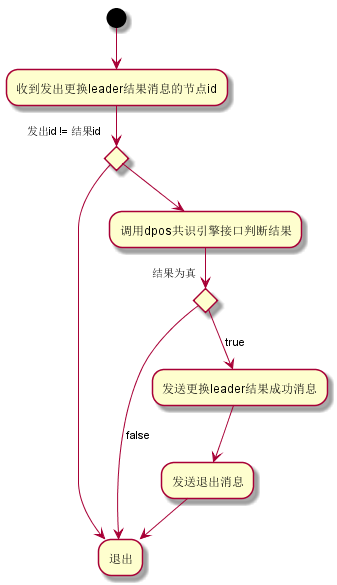 收到发出更换leader结果消息的节点id
发出id != 结果id
调用dpos共识引擎接口判断结果
结果为真
true
发送更换leader结果成功消息
false
发送退出消息
退出